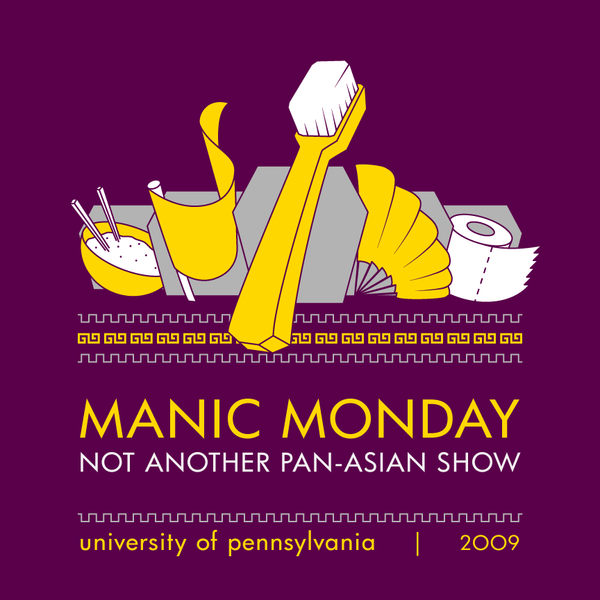 MANIC MONDAY
NOT ANOTHER PAN-ASIAN SHOW
university of pennsylvania | 2009